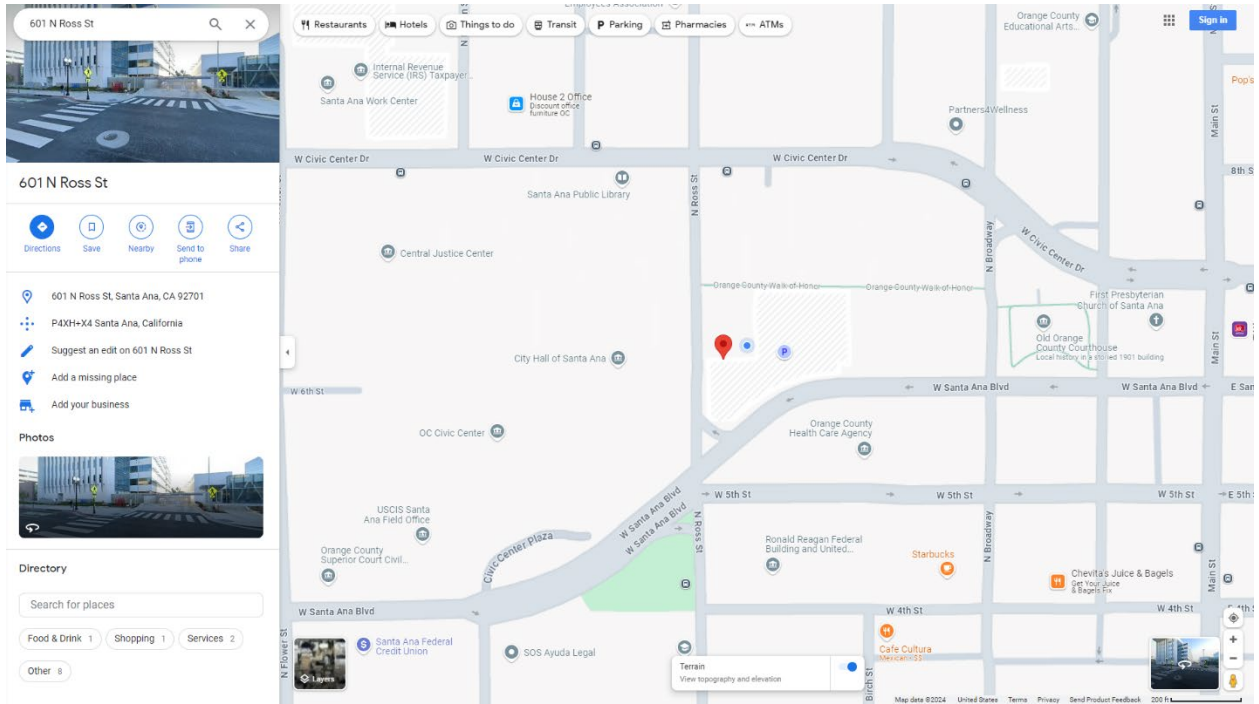 601 N Ross St
601 N Ross St
Directions
Save
Nearby
Send to
phone
Share
601 N Ross St, Santa Ana, CA 92701
P4XH+X4 Santa Ana, California
Suggest an edit on 601 N Ross St
Add a missing place
Add your business
Photos
Directory
Search for places
Food & Drink 1
Shopping 1
Services 2
Other 8
Restaurants
Hotels
Things to do
Transit
Parking
Pharmacies
ATMs
Sign in
Employees Association
Orange County
Educational Arts...
Internal Revenue
Service (IRS) Taxpayer...
Santa Ana Work Center
House 2 Office
Discount office
furniture OC
Partners4Wellness
Pop's
Main St
W Civic Center Dr
W Civic Center Dr
W Civic Center Dr
8th S
Santa Ana Public Library
N Ross St
Central Justice Center
N Broadway
W Civic Center Dr
Orange County Walk of Honor
Orange County Walk of Honor
First Presbyterian
Church of Santa Ana
Old Orange
County Courthouse
Local history in a storied 1901 building
Main St
City Hall of Santa Ana
P
W 6th St
W Santa Ana Blvd
W Santa Ana Blvd
E San
OC Civic Center
Orange County
Health Care Agency
W Santa Ana Blvd
W Santa Ana Blvd
W 5th St
W 5th St
W 5th St
E 5th
USCIS Santa
Ana Field Office
Orange County
Superior Court Civil...
Civic Center Plaza
N Ross St
Ronald Reagan Federal
Building and United...
Starbucks
N Broadway
Chevita's Juice & Bagels
Get Your Juice
& Bagels Fix
Main St
W Santa Ana Blvd
W 4th St
W 4th St
E 4th S
N Flower St
Santa Ana Federal
Credit Union
SOS Ayuda Legal
Cafe Cultura
Mexican • $$
Birch St
Layers
Terrain
View topography and elevation
Map data ©2024
United States
Terms
Privacy
Send Product Feedback
200 ft